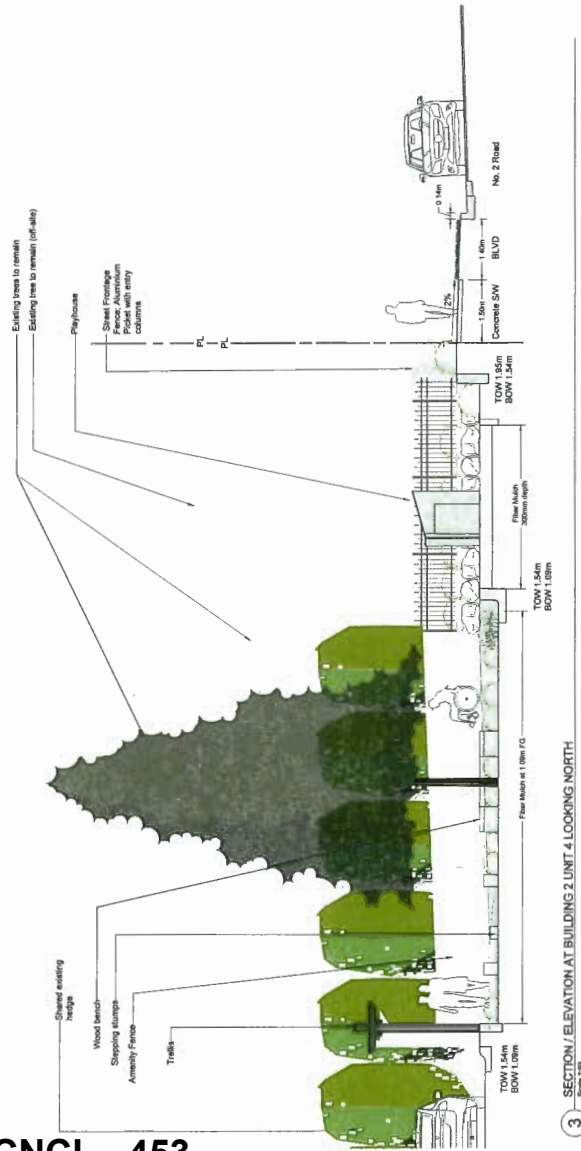 Existing trees to remain
Existing tree to remain (off-site)
Playhouse
Street Frontage
Fence; Aluminium
Picket with entry
columns
PL
PL
Shared existing
hedge
Wood bench
Stepping stumps
Amenity Fence
Trellis
TOW 1.54m
BOW 1.09m
Fibar Mulch at 1.09m FG
TOW 1.54m
BOW 1.09m
Fibar Mulch
300mm depth
TOW 1.95m
BOW 1.54m
2%
1.50m
Concrete S/W
1.40m
BLVD
0.14m
No. 2 Road
3
SECTION / ELEVATION AT BUILDING 2 UNIT 4 LOOKING NORTH
CNCL - 453